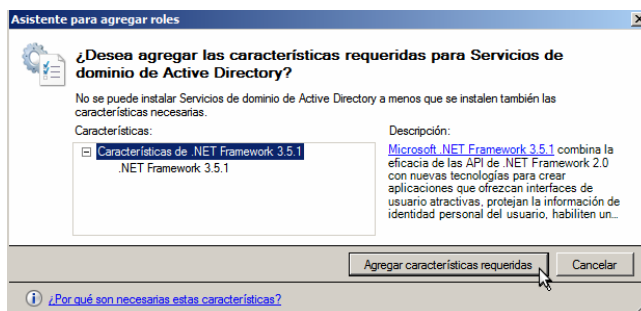 Asistente para agregar roles
¿Desea agregar las características requeridas para Servicios de
dominio de Active Directory?
No se puede instalar Servicios de dominio de Active Directory a menos que se instalen también las
características necesarias.
Características:
Características de .NET Framework 3.5.1
.NET Framework 3.5.1
Descripción:
Microsoft .NET Framework 3.5.1 combina la
eficacia de las API de .NET Framework 2.0
con nuevas tecnologías para crear
aplicaciones que ofrezcan interfaces de
usuario atractivas, protejan la información de
identidad personal del usuario, habiliten un...
Agregar características requeridas
Cancelar
¿Por qué son necesarias estas características?